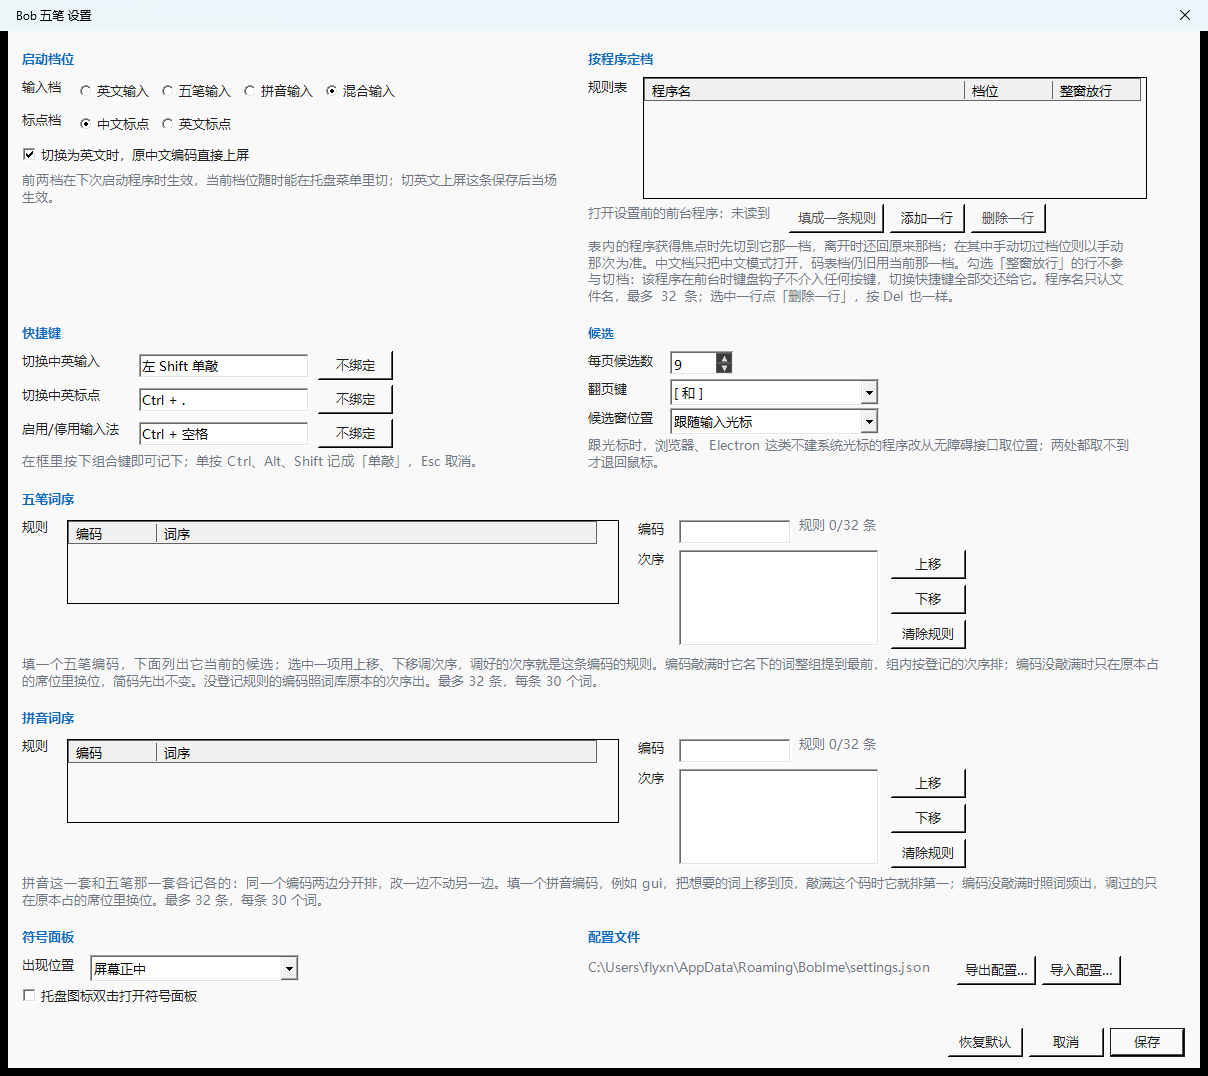 Bob 五笔 设置
启动档位
输入档 英文输入 五笔输入 拼音输入 混合输入
标点档 中文标点 英文标点
切换为英文时，原中文编码直接上屏
前两档在下次启动程序时生效，当前档位随时能在托盘菜单里切；切英文上屏这条保存后当场
生效。
按程序定档
规则表 程序名 档位 整窗放行
打开设置前的前台程序：未读到 填成一条规则 添加一行 删除一行
表内的程序获得焦点时先切到它那一档，离开时还回原来那档；在其中手动切过档位则以手动
那次为准。中文档只把中文模式打开，码表档仍旧用当前那一档。勾选「整窗放行」的行不参
与切档：该程序在前台时键盘钩子不介入任何按键，切换快捷键全部交还给它。程序名只认文
件名，最多 32 条；选中一行点「删除一行」，按 Del 也一样。
快捷键
切换中英输入 左 Shift 单敲 不绑定
切换中英标点 Ctrl + . 不绑定
启用/停用输入法 Ctrl + 空格 不绑定
在框里按下组合键即可记下；单按 Ctrl、Alt、Shift 记成「单敲」，Esc 取消。
候选
每页候选数 9
翻页键 [ 和 ]
候选窗位置 跟随输入光标
跟光标时，浏览器、Electron 这类不建系统光标的程序改从无障碍接口取位置；两处都取不到
才退回鼠标。
五笔词序
规则 编码 词序
编码 规则 0/32 条
次序 上移
下移
清除规则
填一个五笔编码，下面列出它当前的候选；选中一项用上移、下移调次序，调好的次序就是这条编码的规则。编码敲满时它名下的词整组提到最前，组内按登记的次序排；编码没敲满时只在原本占
的席位里换位，简码先出不变。没登记规则的编码照词库原本的次序出。最多 32 条，每条 30 个词。
拼音词序
规则 编码 词序
编码 规则 0/32 条
次序 上移
下移
清除规则
拼音这一套和五笔那一套各记各的：同一个编码两边分开排，改一边不动另一边。填一个拼音编码，例如 gui，把想要的词上移到顶，敲满这个码时它就排第一；编码没敲满时照词频出，调过的只
在原本占的席位里换位。最多 32 条，每条 30 个词。
符号面板
出现位置 屏幕正中
托盘图标双击打开符号面板
配置文件
C:\Users\flyxn\AppData\Roaming\BobIme\settings.json 导出配置... 导入配置...
恢复默认 取消 保存